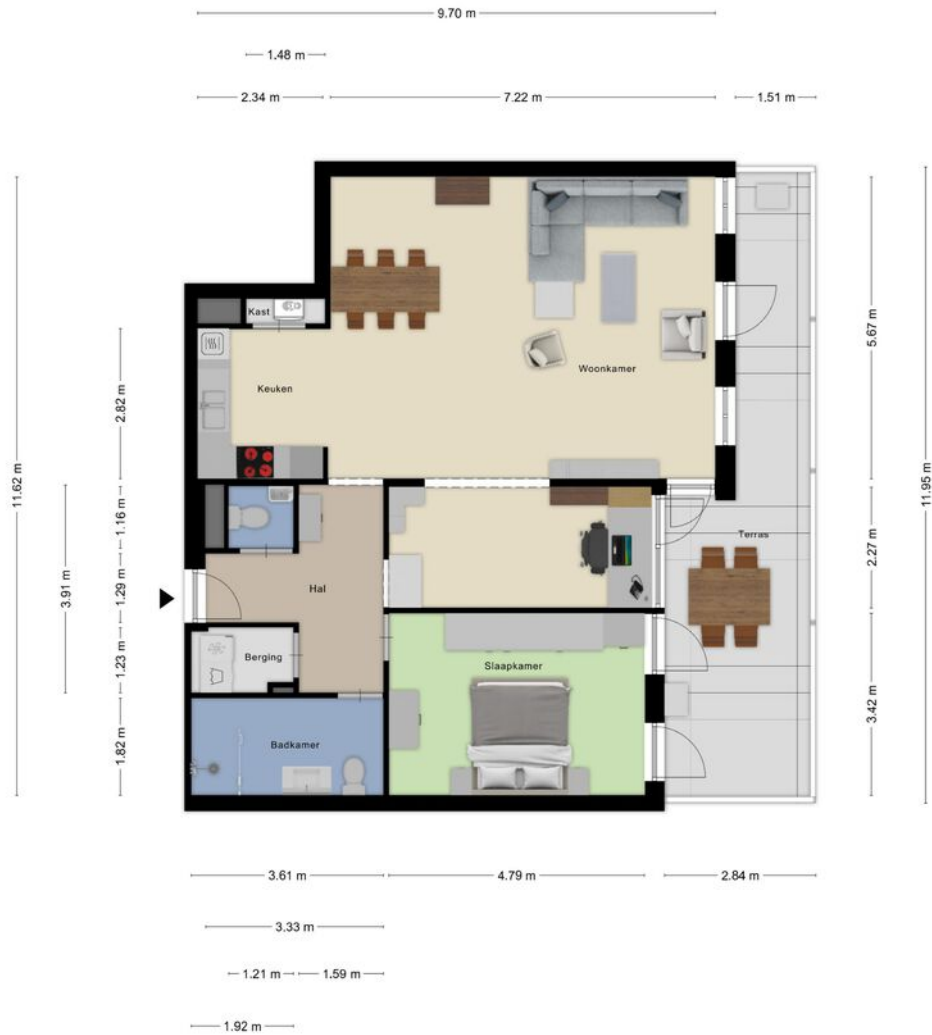 9.70 m
1.48 m
2.34 m
7.22 m
1.51 m
11.62 m
3.91 m
2.82 m
1.16 m
1.29 m
1.23 m
1.82 m
Kast
Keuken
Woonkamer
Hal
Terras
Berging
Slaapkamer
Badkamer
5.67 m
2.27 m
3.42 m
11.95 m
3.61 m
4.79 m
2.84 m
3.33 m
1.21 m
1.59 m
1.92 m